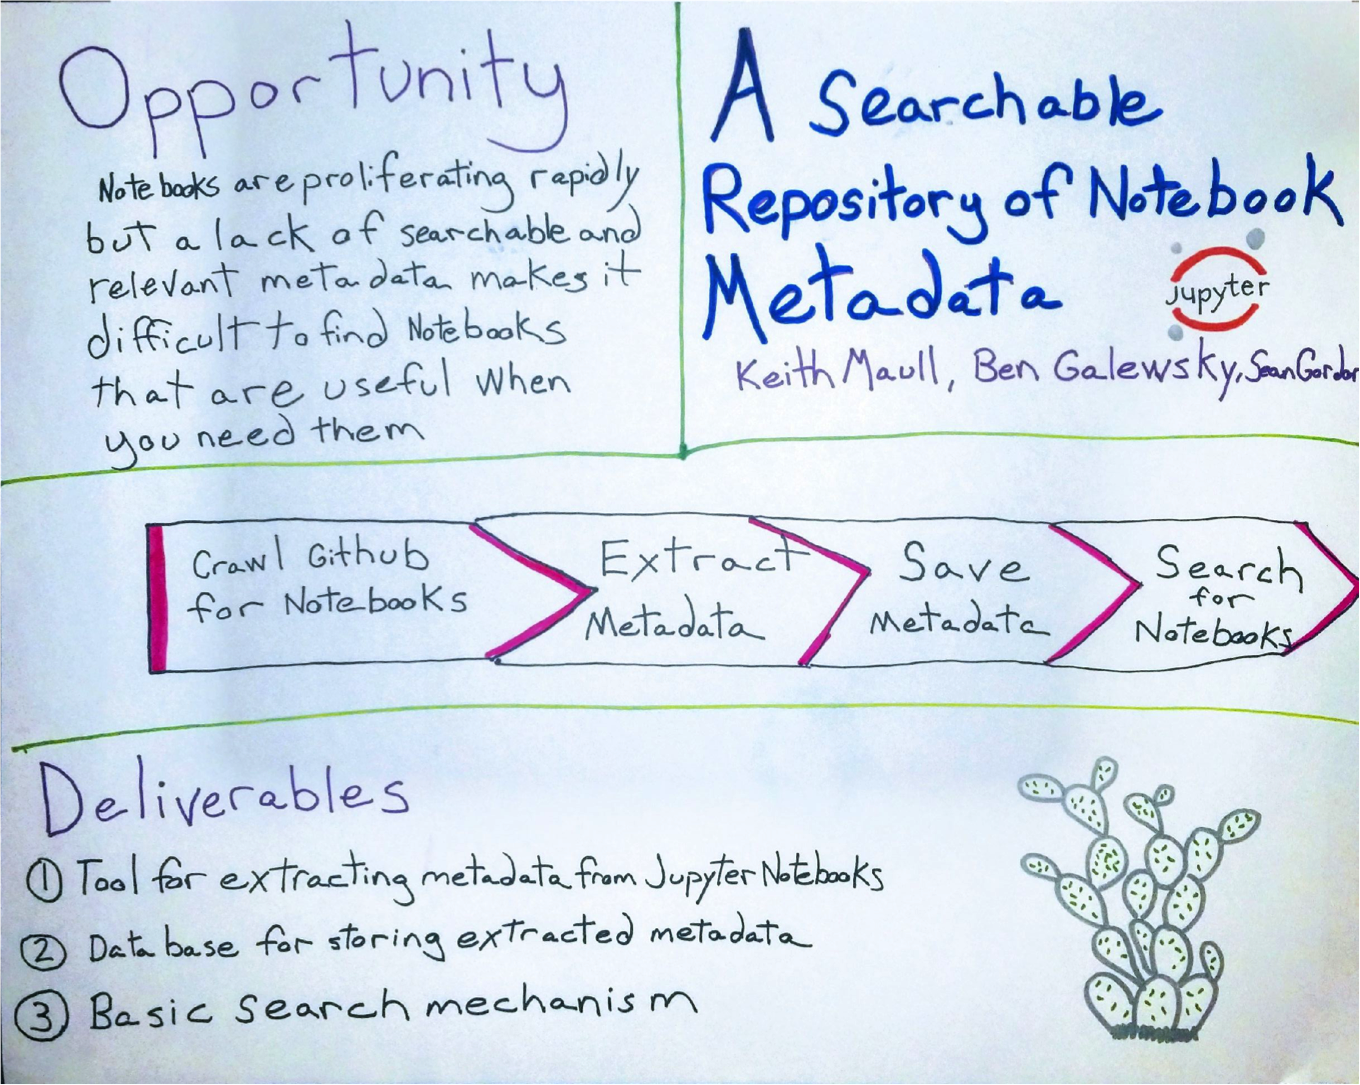 Opportunity
Notebooks are proliferating rapidly
but a lack of searchable and
relevant metadata makes it
difficult to find Notebooks
that are useful when
you need them
A Searchable
Repository of Notebook
Metadata
Jupyter
Keith Maull, Ben Galewsky, Sean Gordon
Crawl Github
for Notebooks
Extract
Metadata
Save
Metadata
Search
for
Notebooks
Deliverables
① Tool for extracting metadata from Jupyter Notebooks
② Database for storing extracted metadata
③ Basic search mechanism